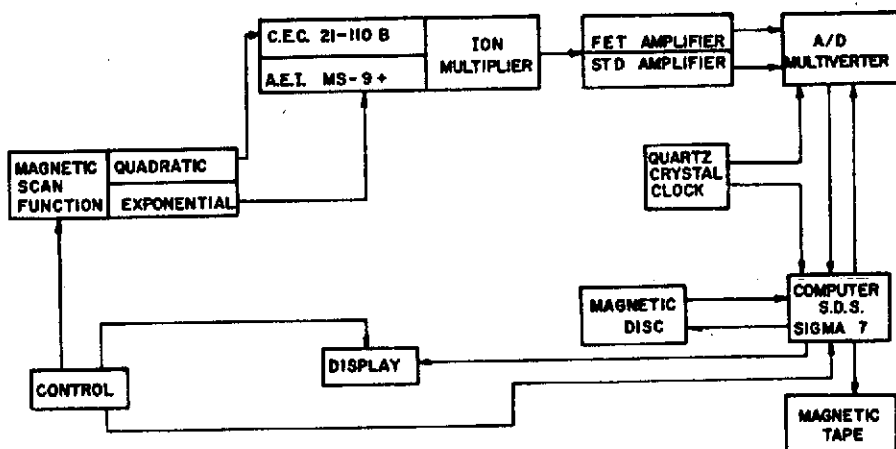 C.E.C. 21-110 B
A.E.I. MS-9+
ION
MULTIPLIER
FET AMPLIFIER
STD AMPLIFIER
A/D
MULTIVERTER
MAGNETIC
SCAN
FUNCTION
QUADRATIC
EXPONENTIAL
QUARTZ
CRYSTAL
CLOCK
MAGNETIC
DISC
COMPUTER
S.D.S.
SIGMA 7
CONTROL
DISPLAY
MAGNETIC
TAPE